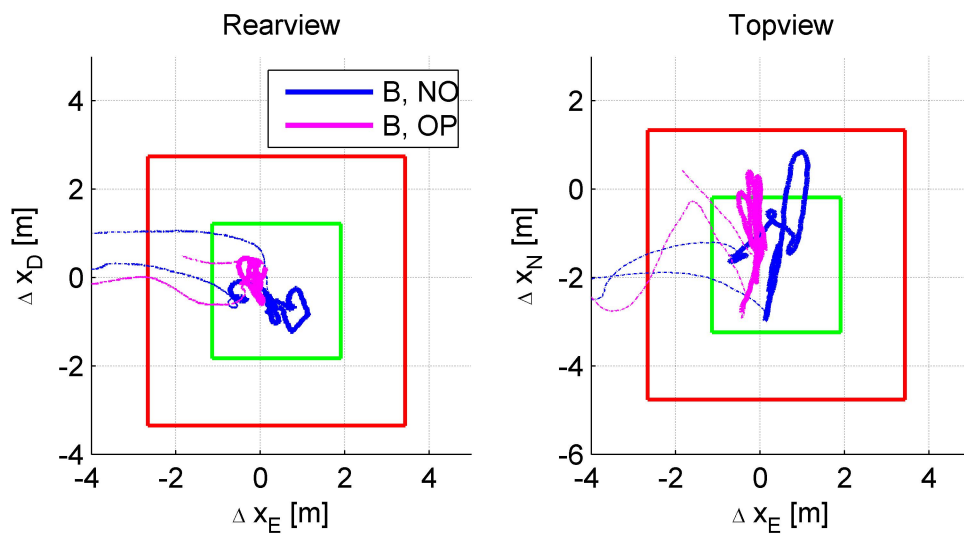 Rearview
Topview
B, NO
B, OP
4
2
0
-2
-4
-4
-2
0
2
4
Δ x_D [m]
Δ x_E [m]
2
0
-2
-4
-6
-4
-2
0
2
4
Δ x_N [m]
Δ x_E [m]